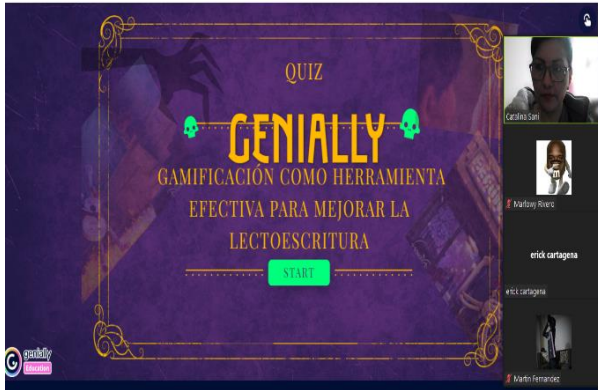 QUIZ
GENIALLY
GAMIFICACIÓN COMO HERRAMIENTA
EFECTIVA PARA MEJORAR LA
LECTOESCRITURA
START
genially
Education
Catalina Sani
Marlowy Rivero
erick cartagena
erick cartagena
Martin Fernandez